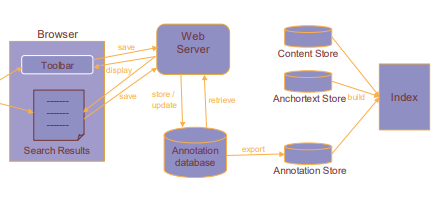 Browser
Toolbar
Search Results
save
display
save
Web
Server
store /
update
retrieve
Annotation
database
export
Content Store
Anchortext Store
Annotation Store
build
Index